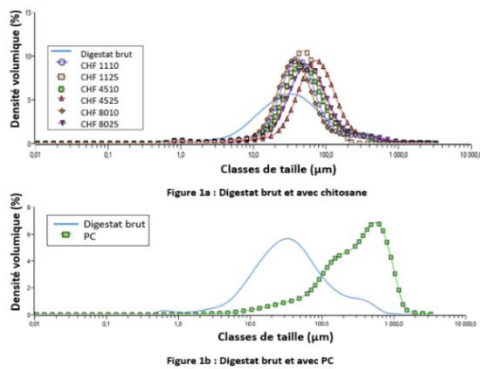 Densité volumique (%)
15
10
5
0
Digestat brut
CHF 1110
CHF 1125
CHF 4510
CHF 4525
CHF 8010
CHF 8025
0,01 0,1 1,0 10,0 100,0 1 000,0 10 000,0
Classes de taille (µm)
Figure 1a : Digestat brut et avec chitosane
Densité volumique (%)
8
6
4
2
0
Digestat brut
PC
0,01 0,1 1,0 10,0 100,0 1 000,0 10 000,0
Classes de taille (µm)
Figure 1b : Digestat brut et avec PC